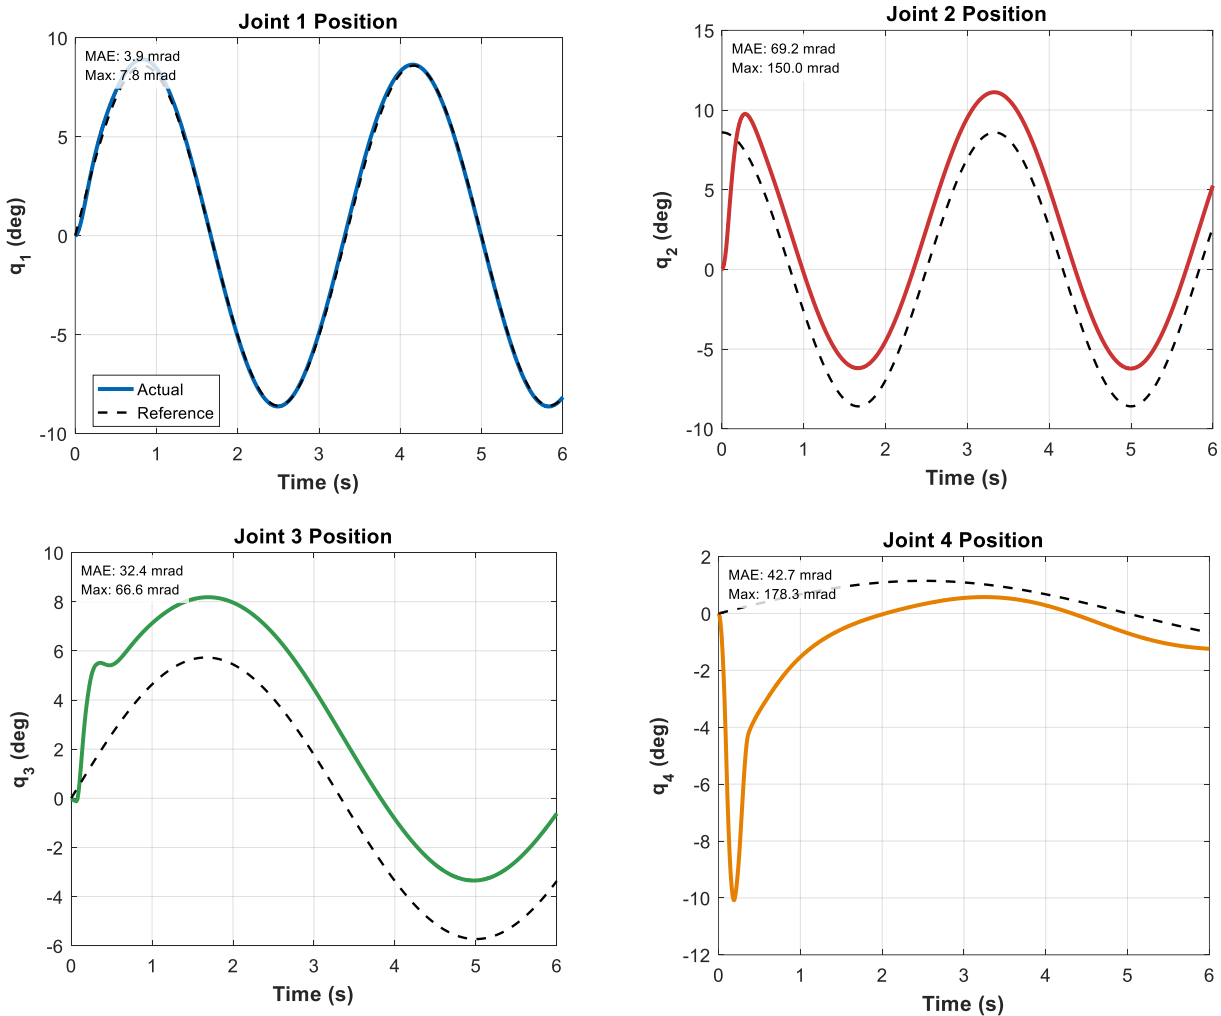 Joint 1 Position
MAE: 3.9 mrad
Max: 7.8 mrad
10
5
0
-5
-10
q1 (deg)
Actual
Reference
0 1 2 3 4 5 6
Time (s)
Joint 2 Position
MAE: 69.2 mrad
Max: 150.0 mrad
15
10
5
0
-5
-10
q2 (deg)
0 1 2 3 4 5 6
Time (s)
Joint 3 Position
MAE: 32.4 mrad
Max: 66.6 mrad
10
8
6
4
2
0
-2
-4
-6
q3 (deg)
0 1 2 3 4 5 6
Time (s)
Joint 4 Position
MAE: 42.7 mrad
Max: 178.3 mrad
2
0
-2
-4
-6
-8
-10
-12
q4 (deg)
0 1 2 3 4 5 6
Time (s)